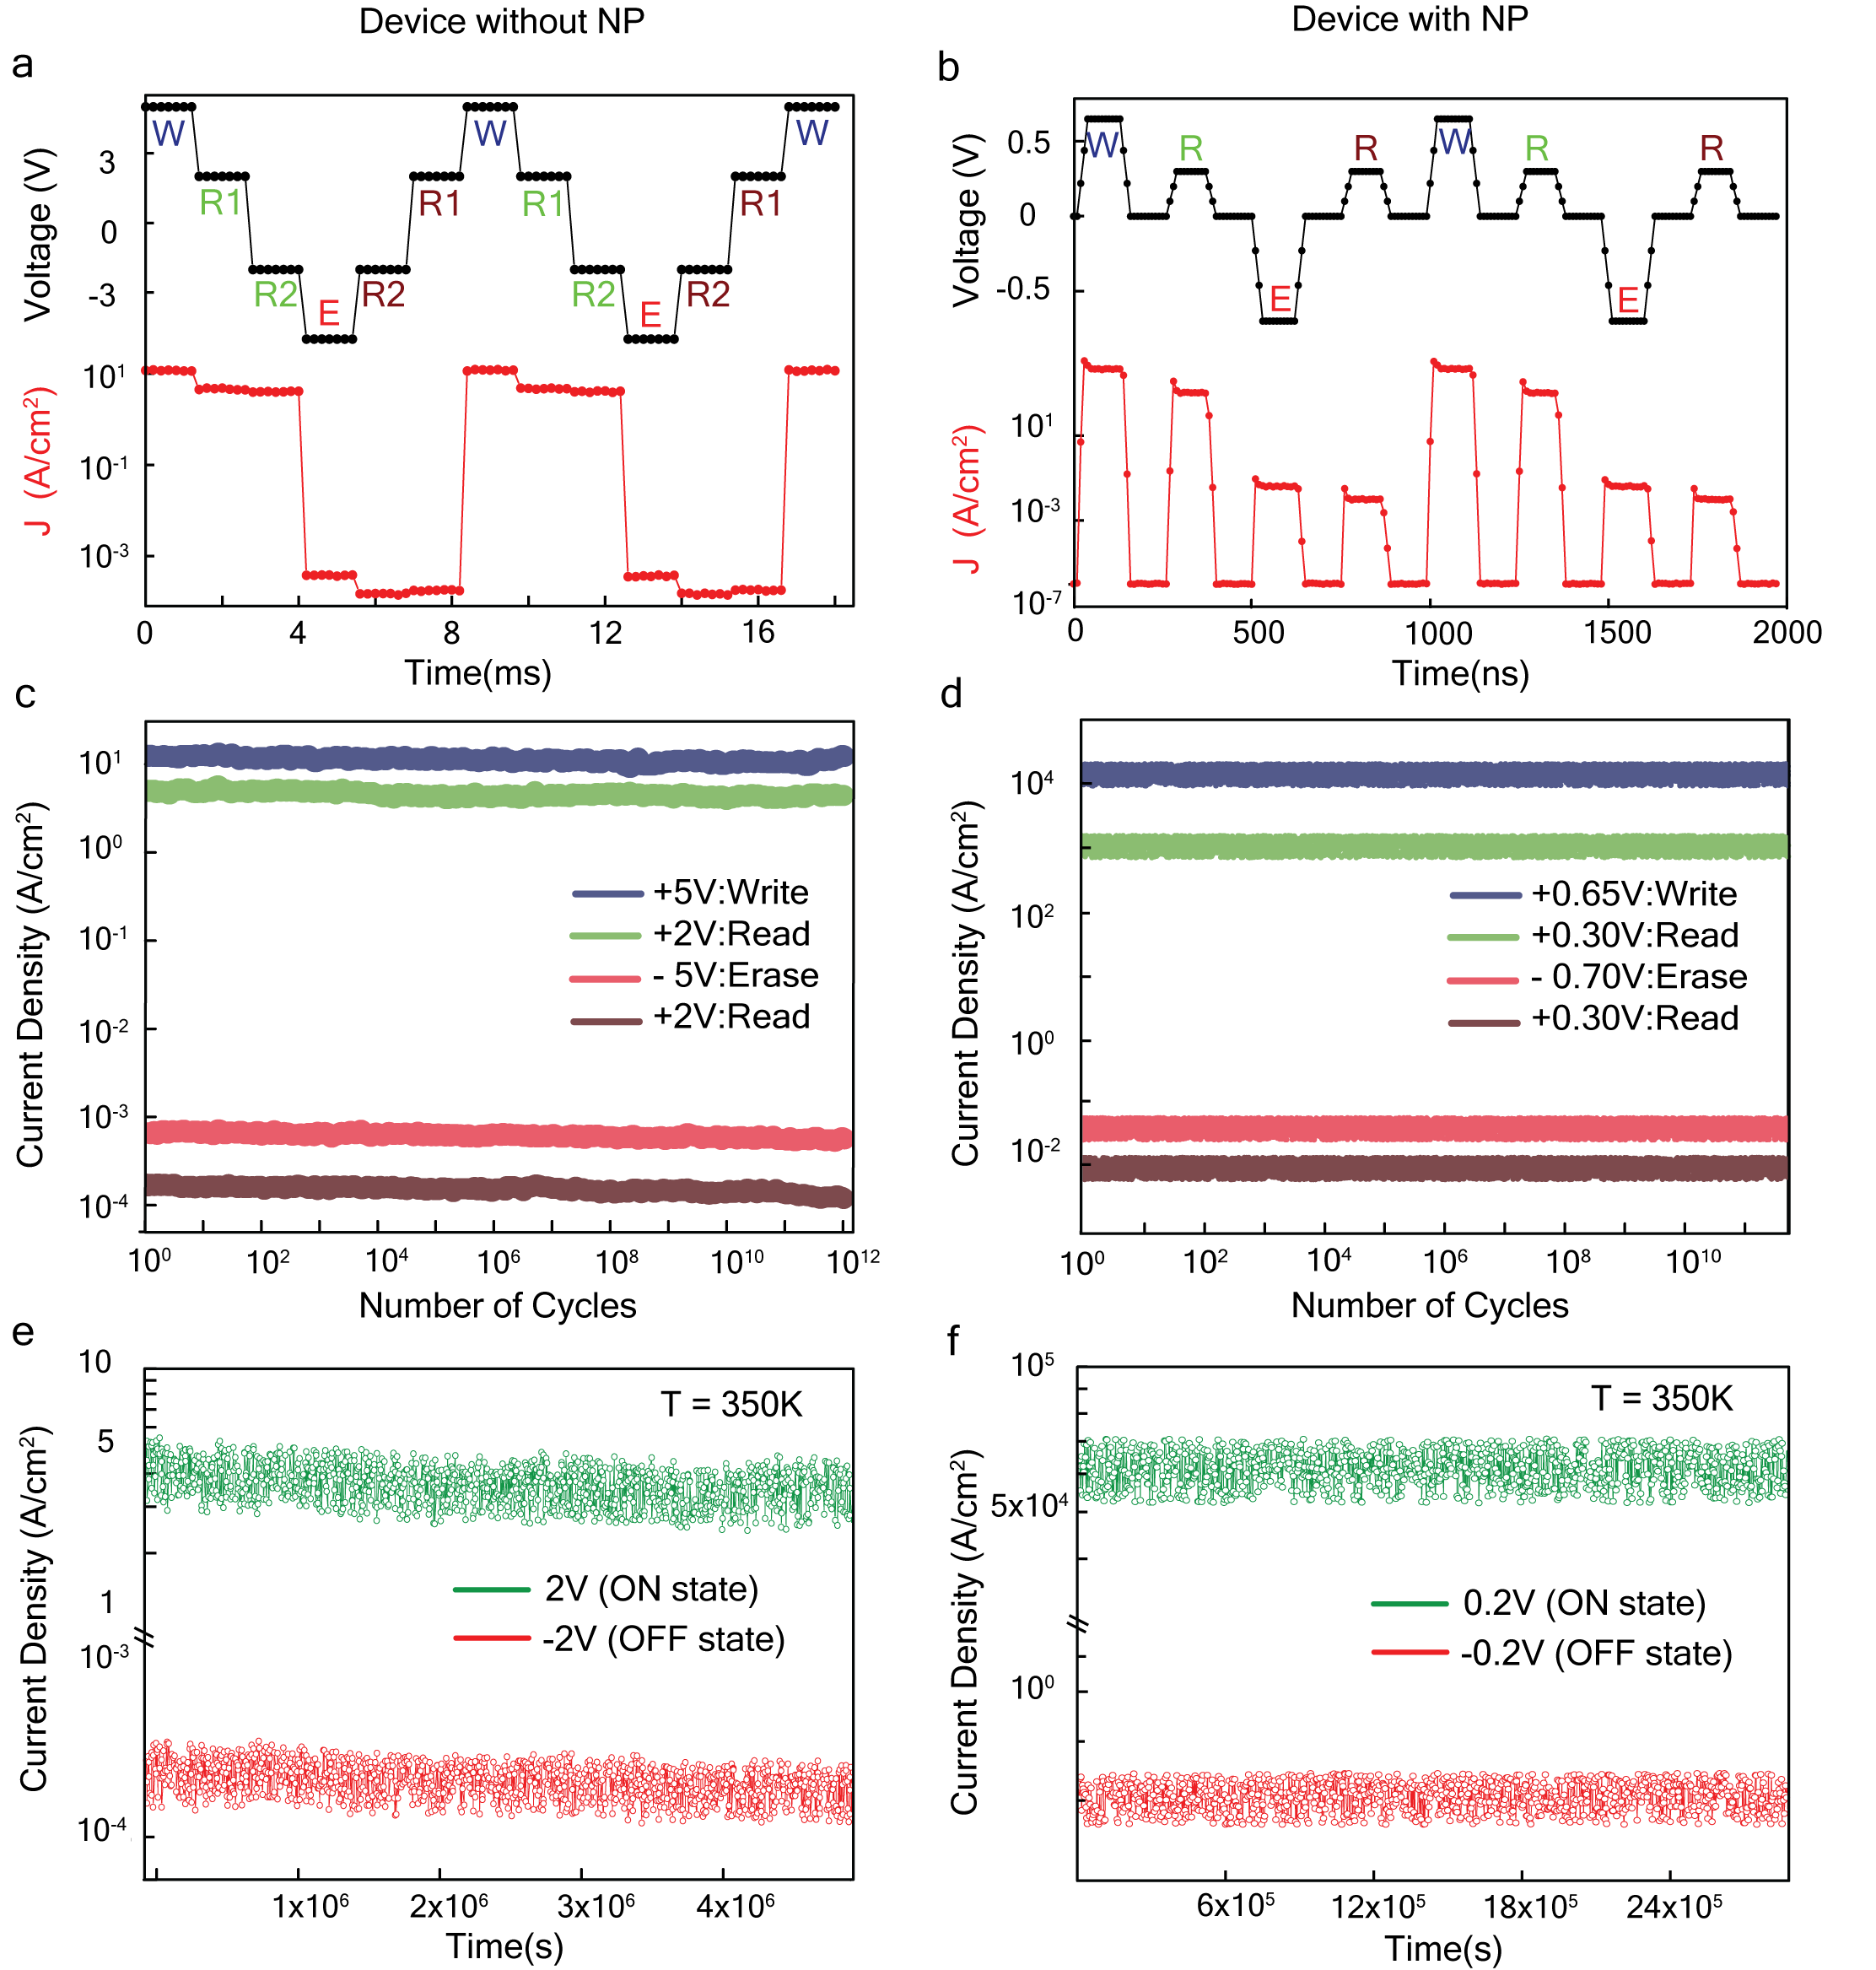 Device without NP
Device with NP
a
W
W
W
R1
R1
R1
R1
R2
R2
R2
R2
E
E
3
0
-3
Voltage (V)
10¹
10⁻¹
10⁻³
J (A/cm²)
0 4 8 12 16
Time(ms)
b
W
R
R
W
R
R
E
E
0.5
0
-0.5
Voltage (V)
10¹
10⁻³
10⁻⁷
J (A/cm²)
0 500 1000 1500 2000
Time(ns)
c
10¹
10⁰
10⁻¹
10⁻²
10⁻³
10⁻⁴
Current Density (A/cm²)
+5V:Write
+2V:Read
- 5V:Erase
+2V:Read
10⁰ 10² 10⁴ 10⁶ 10⁸ 10¹⁰ 10¹²
Number of Cycles
d
10⁴
10²
10⁰
10⁻²
Current Density (A/cm²)
+0.65V:Write
+0.30V:Read
- 0.70V:Erase
+0.30V:Read
10⁰ 10² 10⁴ 10⁶ 10⁸ 10¹⁰
Number of Cycles
e
10
5
1
10⁻³
10⁻⁴
Current Density (A/cm²)
T = 350K
2V (ON state)
-2V (OFF state)
1x10⁶ 2x10⁶ 3x10⁶ 4x10⁶
Time(s)
f
10⁵
5x10⁴
10⁰
Current Density (A/cm²)
T = 350K
0.2V (ON state)
-0.2V (OFF state)
6x10⁵ 12x10⁵ 18x10⁵ 24x10⁵
Time(s)